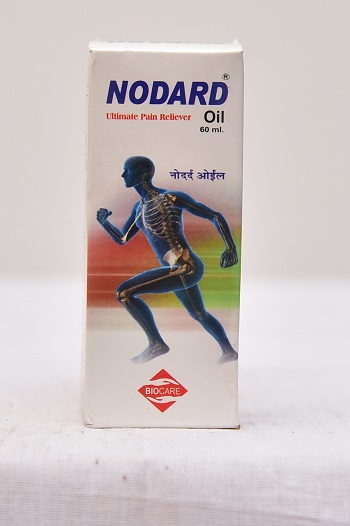 NODARD®
Ultimate Pain Reliever Oil
60 ml.
नोदर्द ओईल
BIOCARE